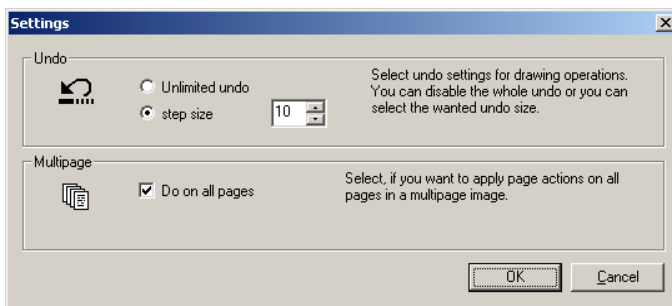 Settings
Undo
Unlimited undo
step size
10
Select undo settings for drawing operations.
You can disable the whole undo or you can
select the wanted undo size.
Multipage
Do on all pages
Select, if you want to apply page actions on all
pages in a multipage image.
OK
Cancel